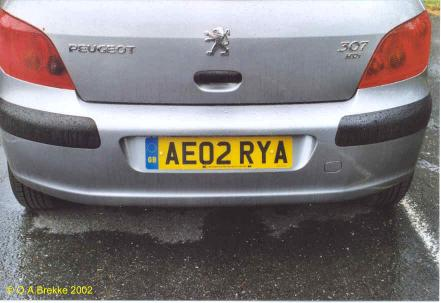 PEUGEOT
307
HDi
GB
AE02 RYA
© O A Brekke 2002